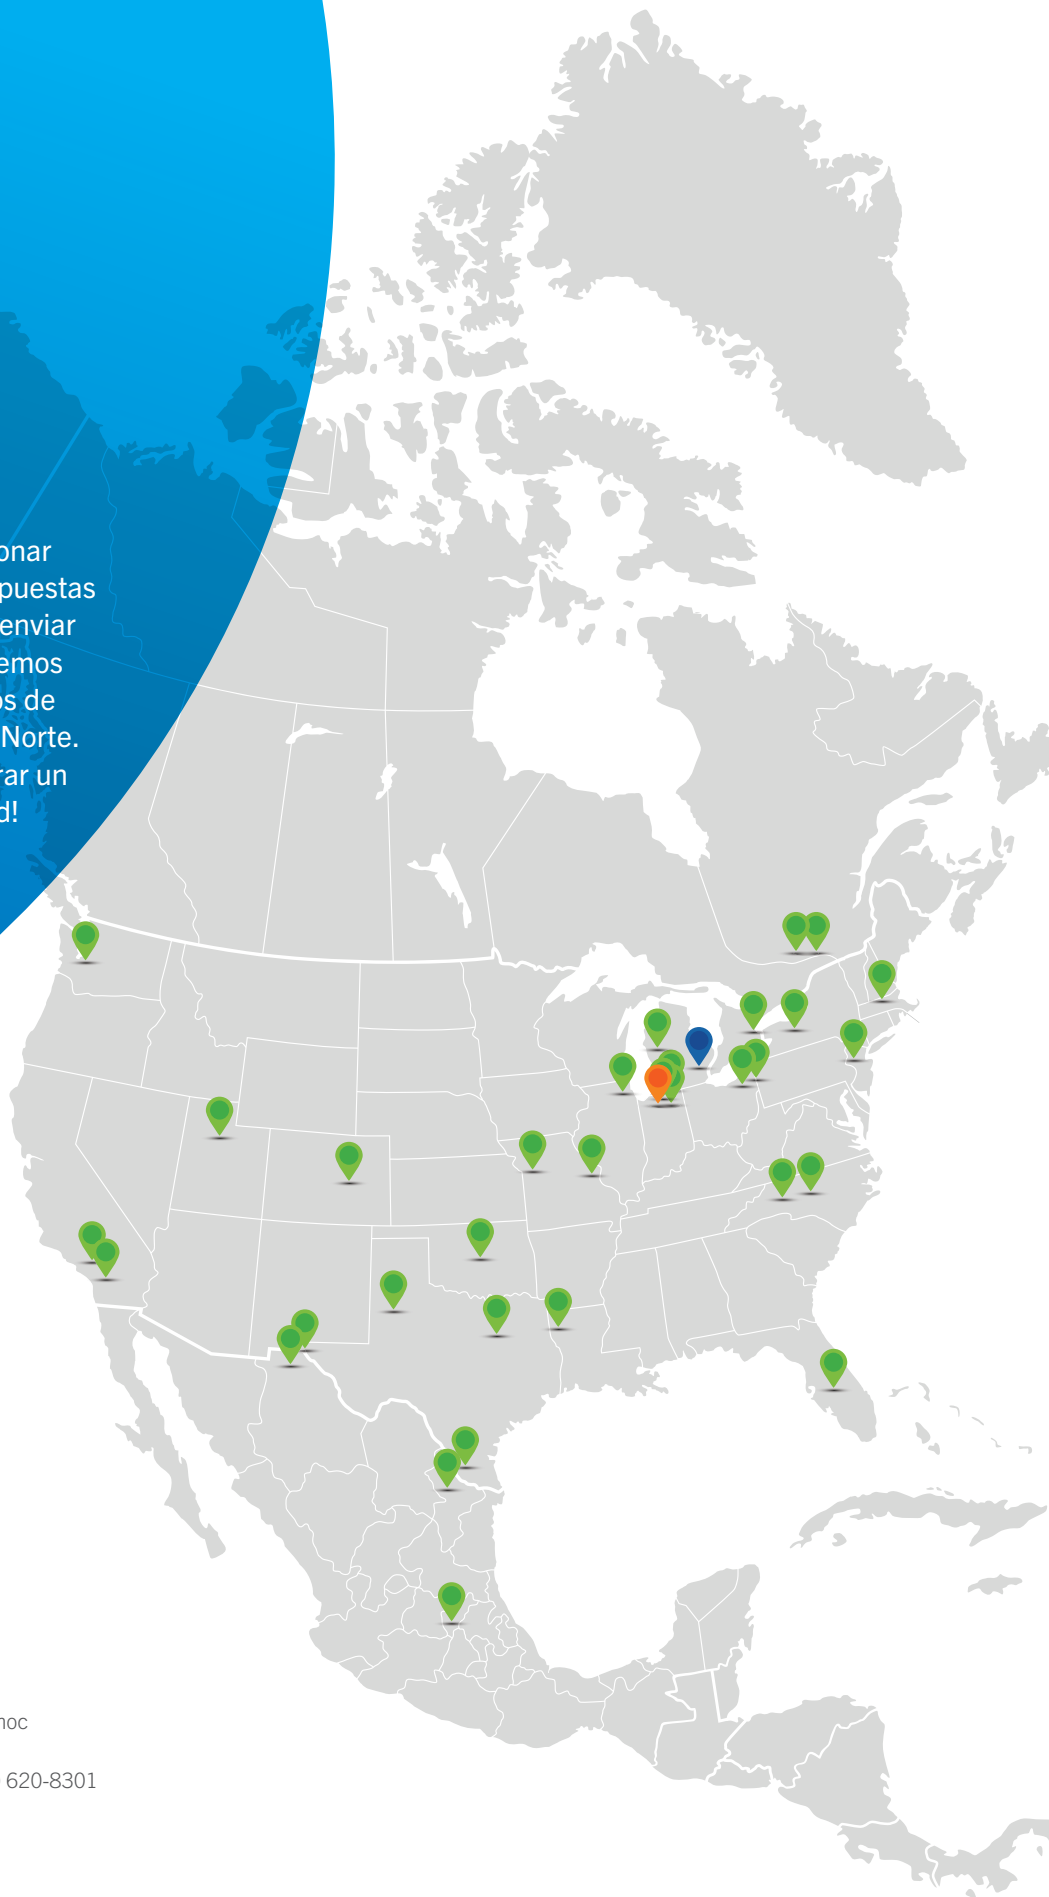 onar
puestas
enviar
emos
os de
Norte.
rar un
d!
noc
620-8301